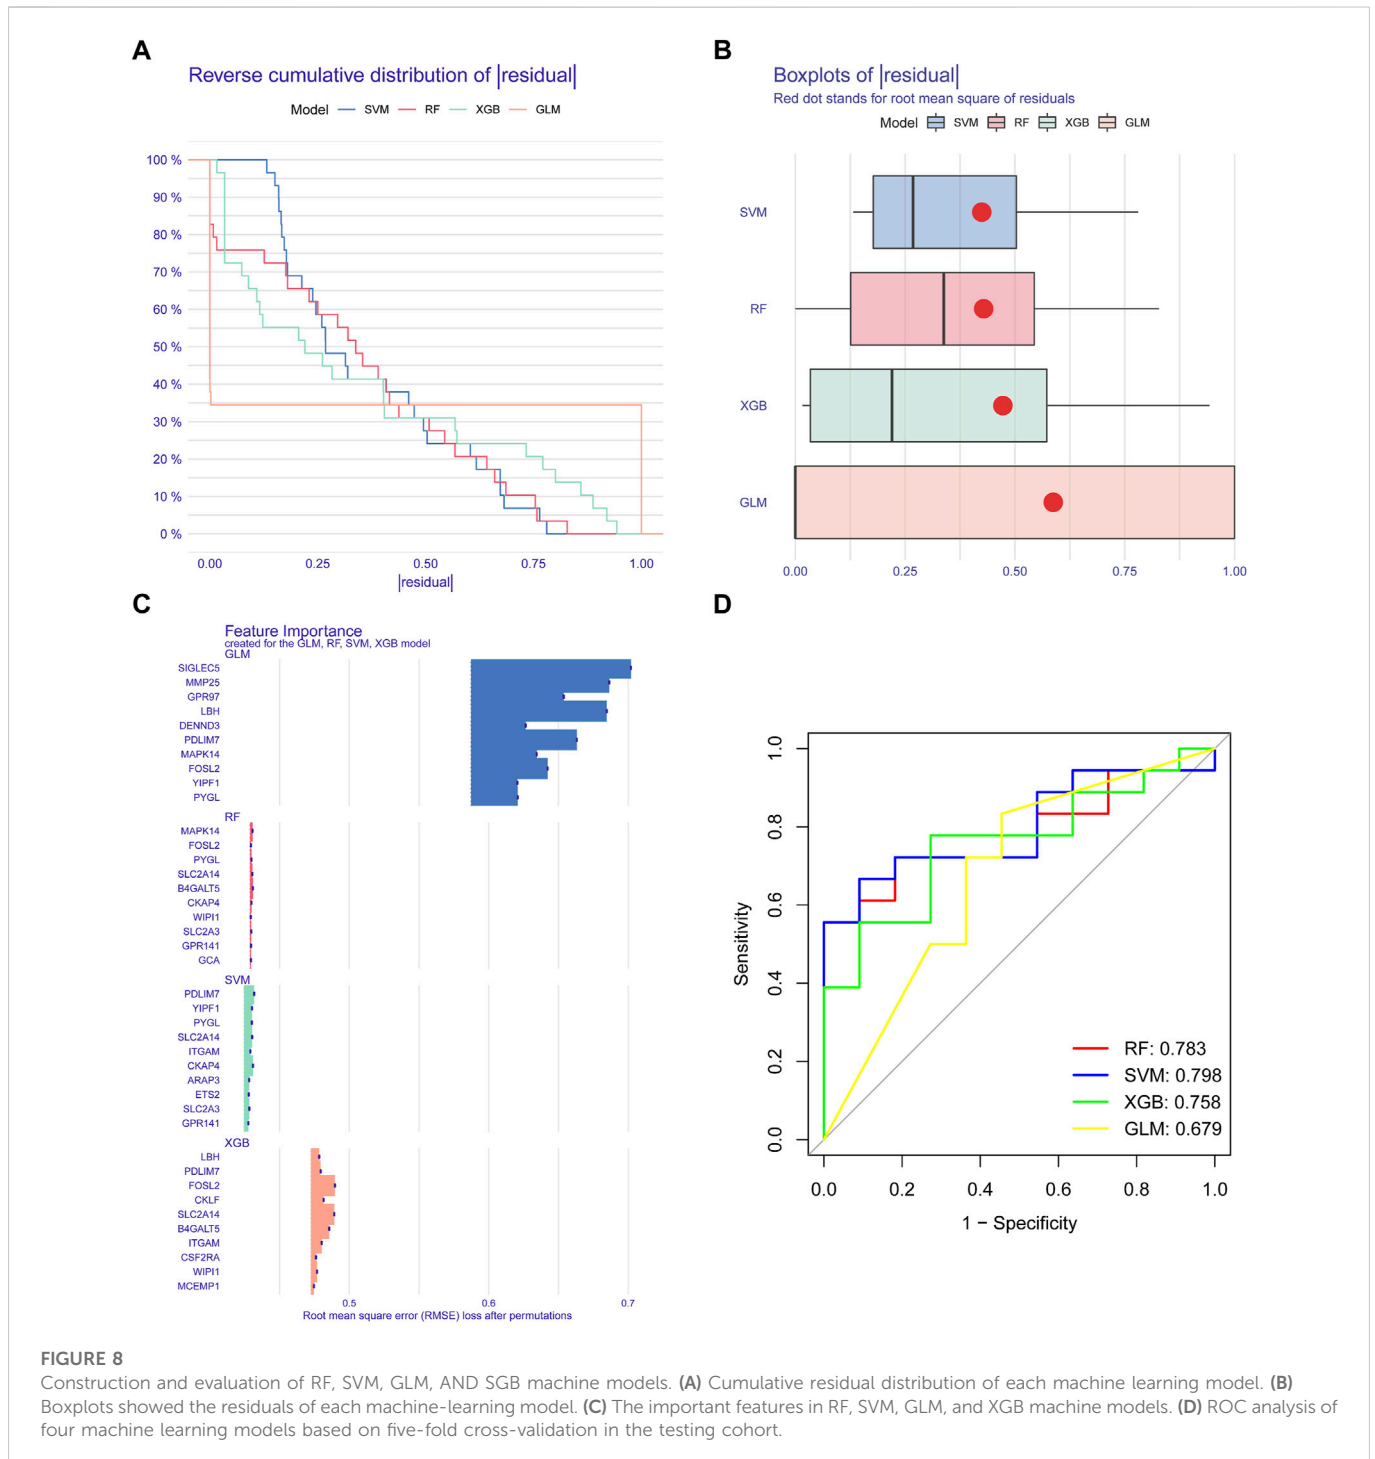 A
Reverse cumulative distribution of |residual|
Model SVM RF XGB GLM
100 %
90 %
80 %
70 %
60 %
50 %
40 %
30 %
20 %
10 %
0 %
0.00 0.25 0.50 0.75 1.00
|residual|
B
Boxplots of |residual|
Red dot stands for root mean square of residuals
Model SVM RF XGB GLM
SVM
RF
XGB
GLM
0.00 0.25 0.50 0.75 1.00
C
Feature Importance
created for the GLM, RF, SVM, XGB model
GLM
SIGLEC5
MMP25
GPR97
LBH
DENND3
PDLIM7
MAPK14
FOSL2
YIPF1
PYGL
RF
MAPK14
FOSL2
PYGL
SLC2A14
B4GALT5
CKAP4
WIPI1
SLC2A3
GPR141
GCA
SVM
PDLIM7
YIPF1
PYGL
SLC2A14
ITGAM
CKAP4
ARAP3
ETS2
SLC2A3
GPR141
XGB
LBH
PDLIM7
FOSL2
CKLF
SLC2A14
B4GALT5
ITGAM
CSF2RA
WIPI1
MCEMP1
0.5 0.6 0.7
Root mean square error (RMSE) loss after permutations
D
Sensitivity
1.0
0.8
0.6
0.4
0.2
0.0
RF: 0.783
SVM: 0.798
XGB: 0.758
GLM: 0.679
0.0 0.2 0.4 0.6 0.8 1.0
1 − Specificity
FIGURE 8
Construction and evaluation of RF, SVM, GLM, AND SGB machine models. (A) Cumulative residual distribution of each machine learning model. (B)
Boxplots showed the residuals of each machine-learning model. (C) The important features in RF, SVM, GLM, and XGB machine models. (D) ROC analysis of
four machine learning models based on five-fold cross-validation in the testing cohort.